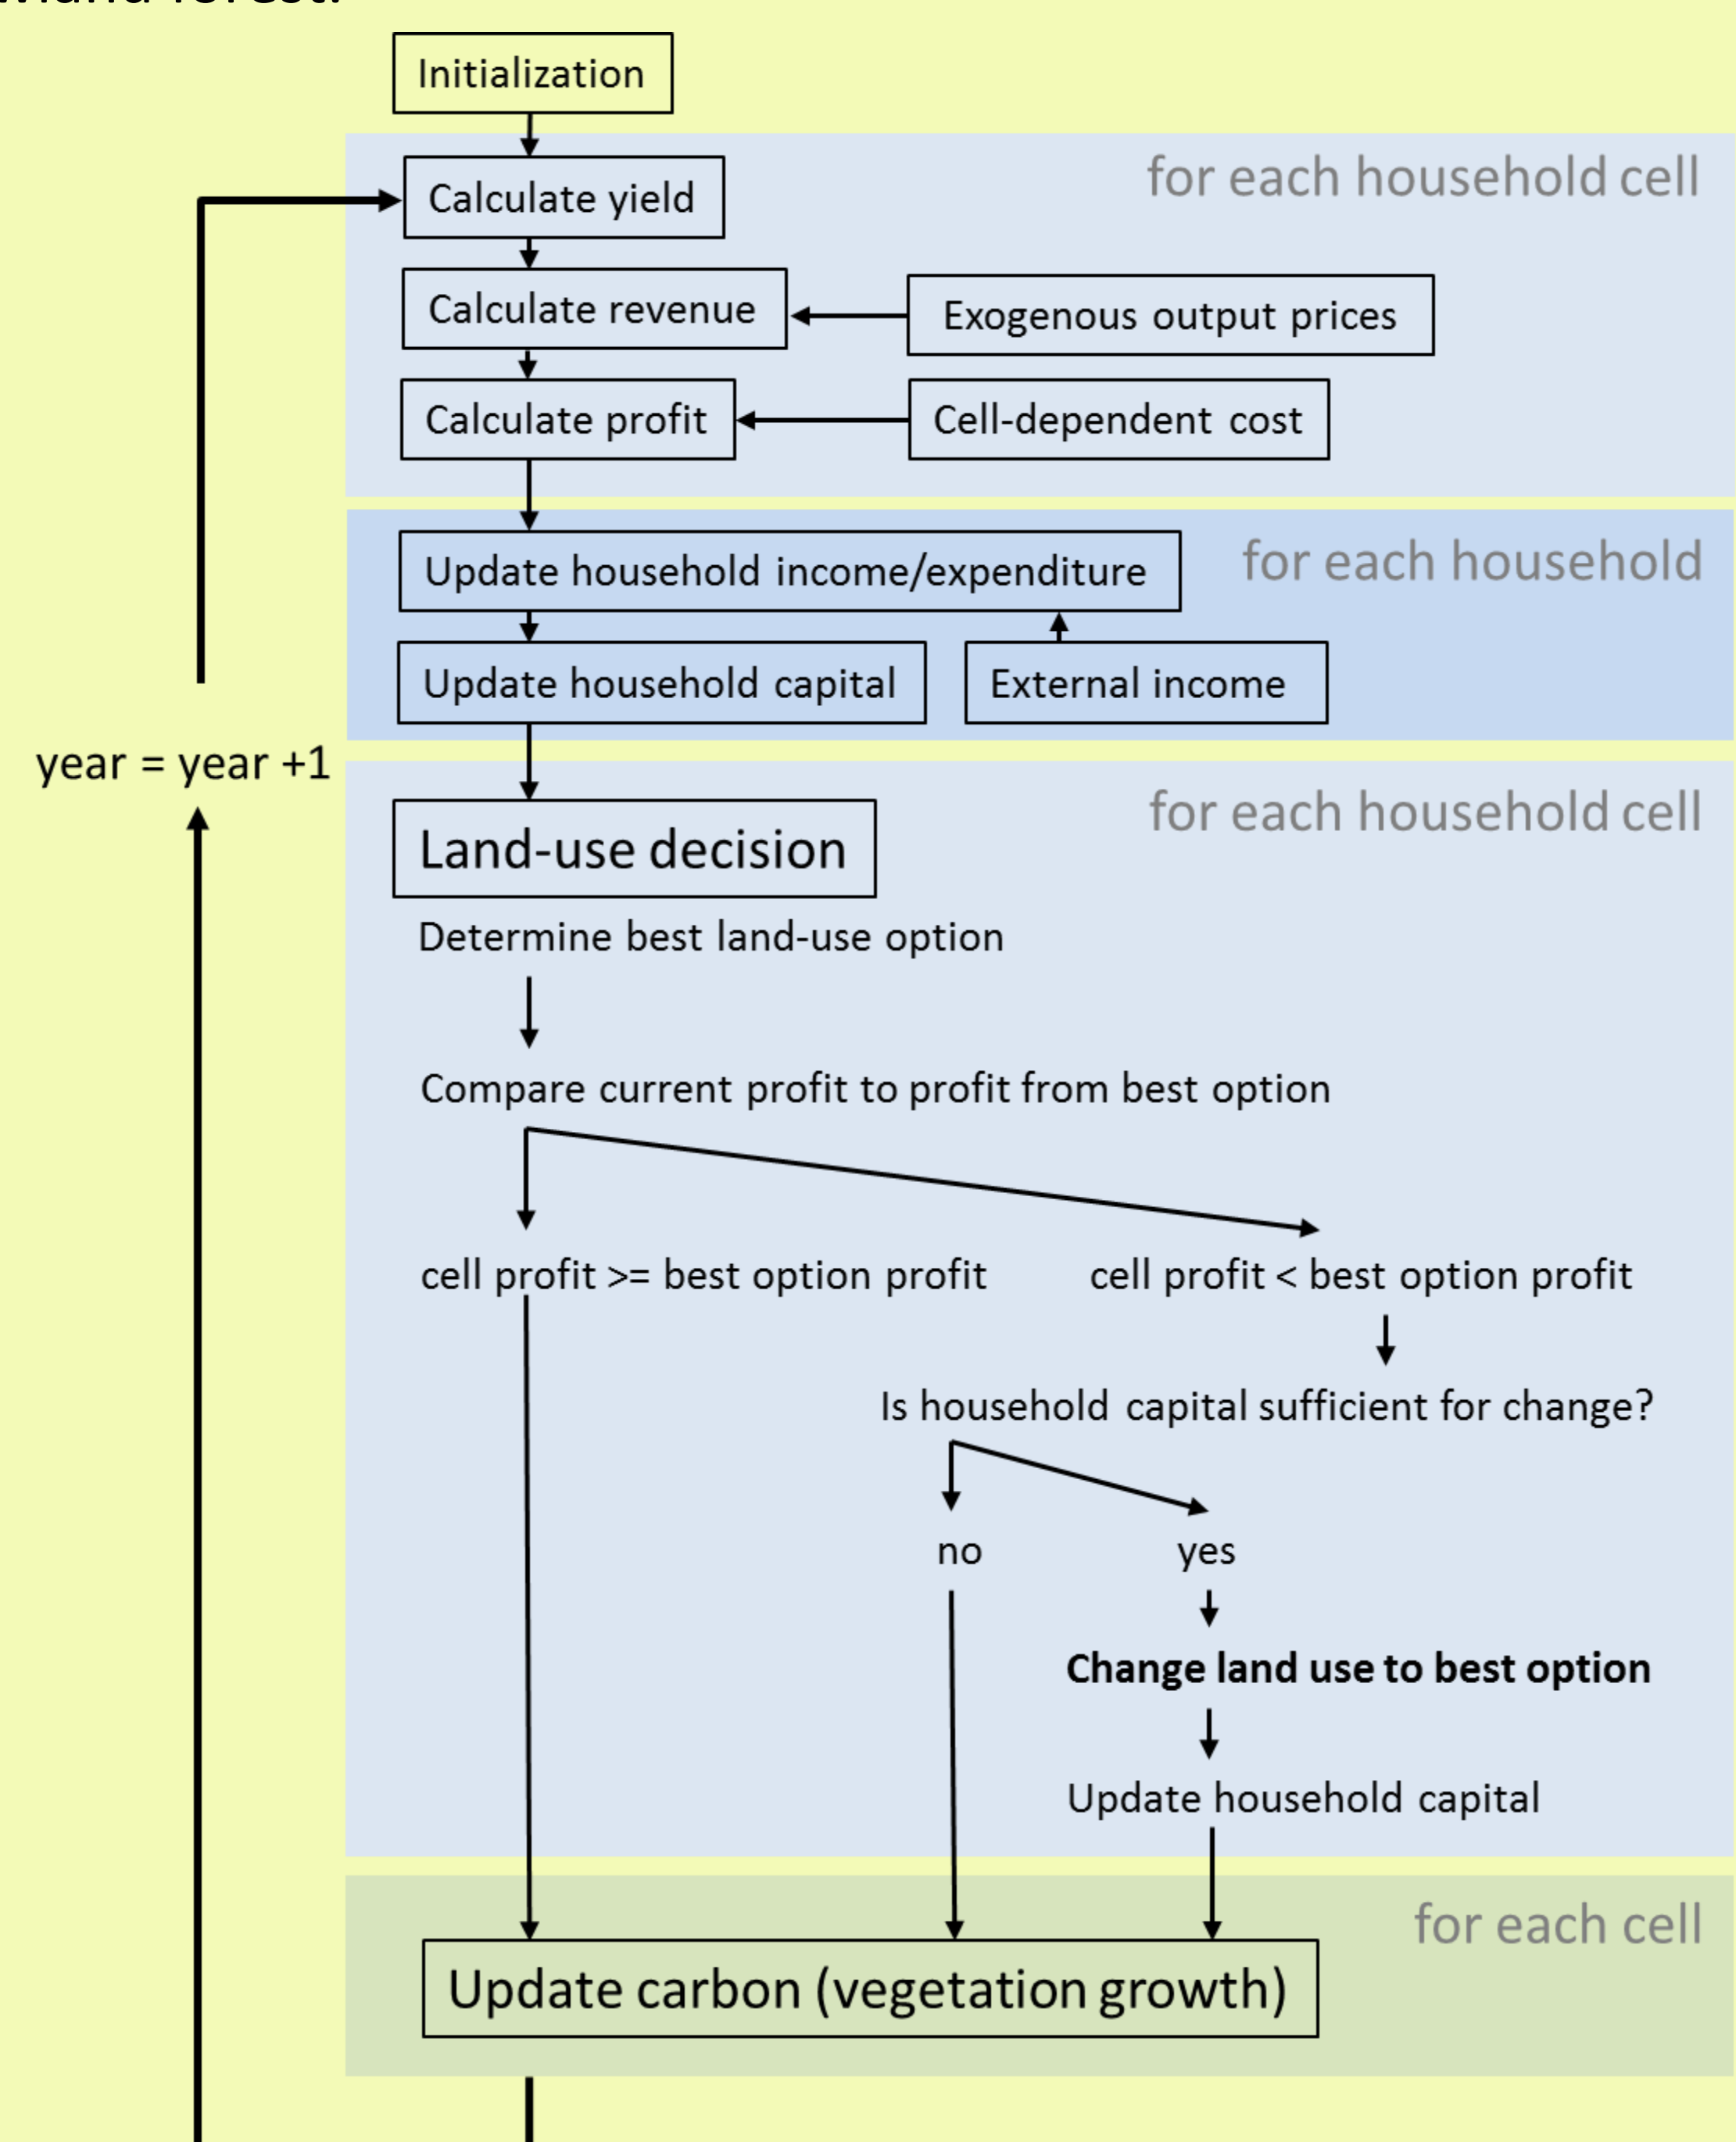 forest.
Initialization
for each household cell
Calculate yield
Calculate revenue
Exogenous output prices
Calculate profit
Cell-dependent cost
for each household
Update household income/expenditure
Update household capital
External income
year = year +1
for each household cell
Land-use decision
Determine best land-use option
Compare current profit to profit from best option
cell profit >= best option profit
cell profit < best option profit
Is household capital sufficient for change?
no
yes
Change land use to best option
Update household capital
for each cell
Update carbon (vegetation growth)